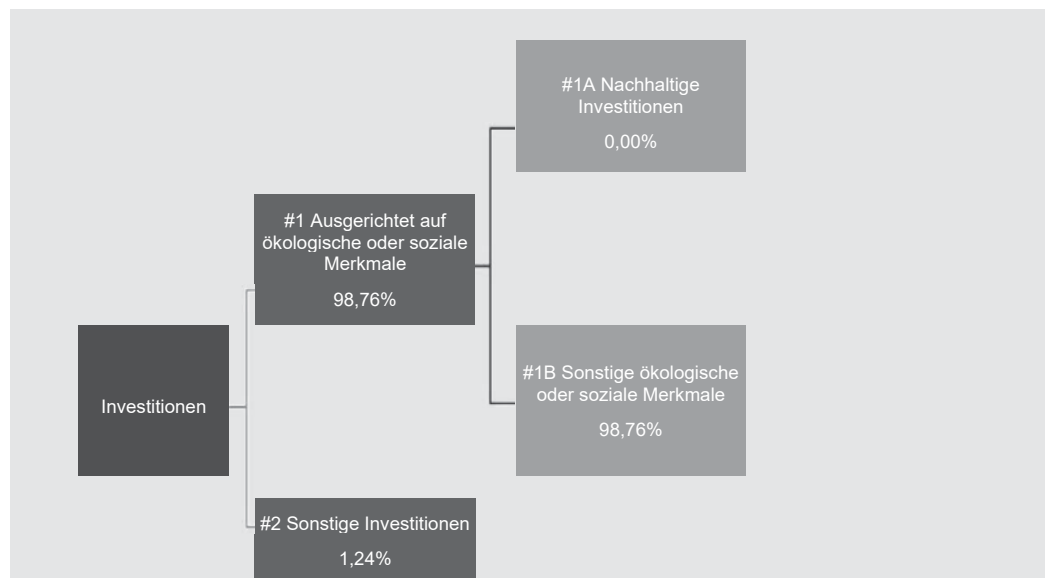 #1A Nachhaltige
Investitionen
0,00%
#1 Ausgerichtet auf
ökologische oder soziale
Merkmale
98,76%
#1B Sonstige ökologische
oder soziale Merkmale
98,76%
Investitionen
#2 Sonstige Investitionen
1,24%